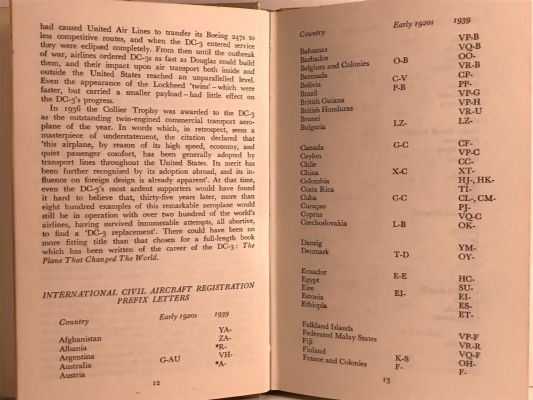 had caused United Air Lines to transfer its Boeing 247s to
less competitive routes, and when the DC-3 entered service
they were eclipsed completely. From then until the outbreak
of war, airlines ordered DC-3s as fast as Douglas could build
them, and their impact upon air transport both inside and
outside the United States reached an unparallelled level.
Even the appearance of the Lockheed 'twins' – which were
faster, but carried a smaller payload – had little effect on
the DC-3's progress.
In 1936 the Collier Trophy was awarded to the DC-3
as the outstanding twin-engined commercial transport aero-
plane of the year. In words which, in retrospect, seem a
masterpiece of understatement, the citation declared that
'this airplane, by reason of its high speed, economy, and
quiet passenger comfort, has been generally adopted by
transport lines throughout the United States. Its merit has
been further recognised by its adoption abroad, and its in-
fluence on foreign design is already apparent'. At that time,
even the DC-3's most ardent supporters would have found
it hard to believe that, thirty-five years later, more than
eight hundred examples of this remarkable aeroplane would
still be in operation with over two hundred of the world's
airlines, having survived innumerable attempts, all abortive,
to find a 'DC-3 replacement'. There could have been no
more fitting title than that chosen for a full-length book
which has been written of the career of the DC-3: The
Plane That Changed The World.
INTERNATIONAL CIVIL AIRCRAFT REGISTRATION
PREFIX LETTERS
Country Early 1920s 1939
Afghanistan YA-
Albania ZA-
Argentina *R-
Australia G-AU VH-
Austria *A-
12
Country Early 1920s 1939
Bahamas VP-B
Barbados VQ-B
Belgium and Colonies O-B OO-
Bermuda VR-B
Bolivia C-V CP-
Brazil P-B PP-
British Guiana VP-G
British Honduras VP-H
Brunei VR-U
Bulgaria LZ- LZ-
Canada G-C CF-
Ceylon VP-C
Chile CC-
China X-C XT-
Colombia HJ-, HK-
Costa Rica TI-
Cuba C-C CL-, CM-
Curaçao PJ-
Cyprus VQ-C
Czechoslovakia L-B OK-
Danzig YM-
Denmark T-D OY-
Ecuador E-E HC-
Egypt SU-
Eire EI- EI-
Estonia ES-
Ethiopia ET-
Falkland Islands VP-F
Federated Malay States VR-R
Fiji VQ-F
Finland K-S OH-
France and Colonies F- F-
13